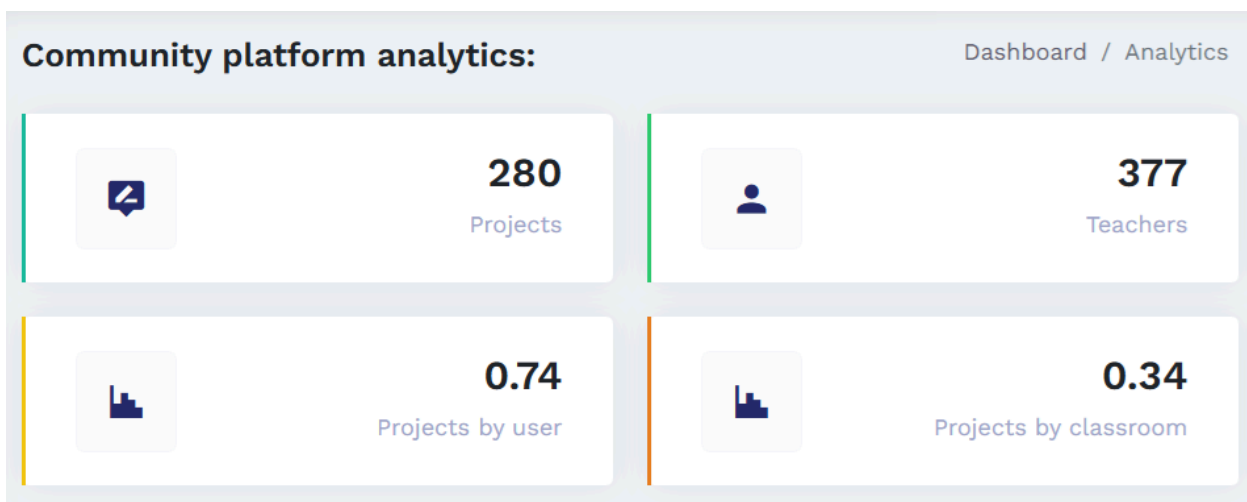 Community platform analytics:
Dashboard / Analytics
280
Projects
377
Teachers
0.74
Projects by user
0.34
Projects by classroom